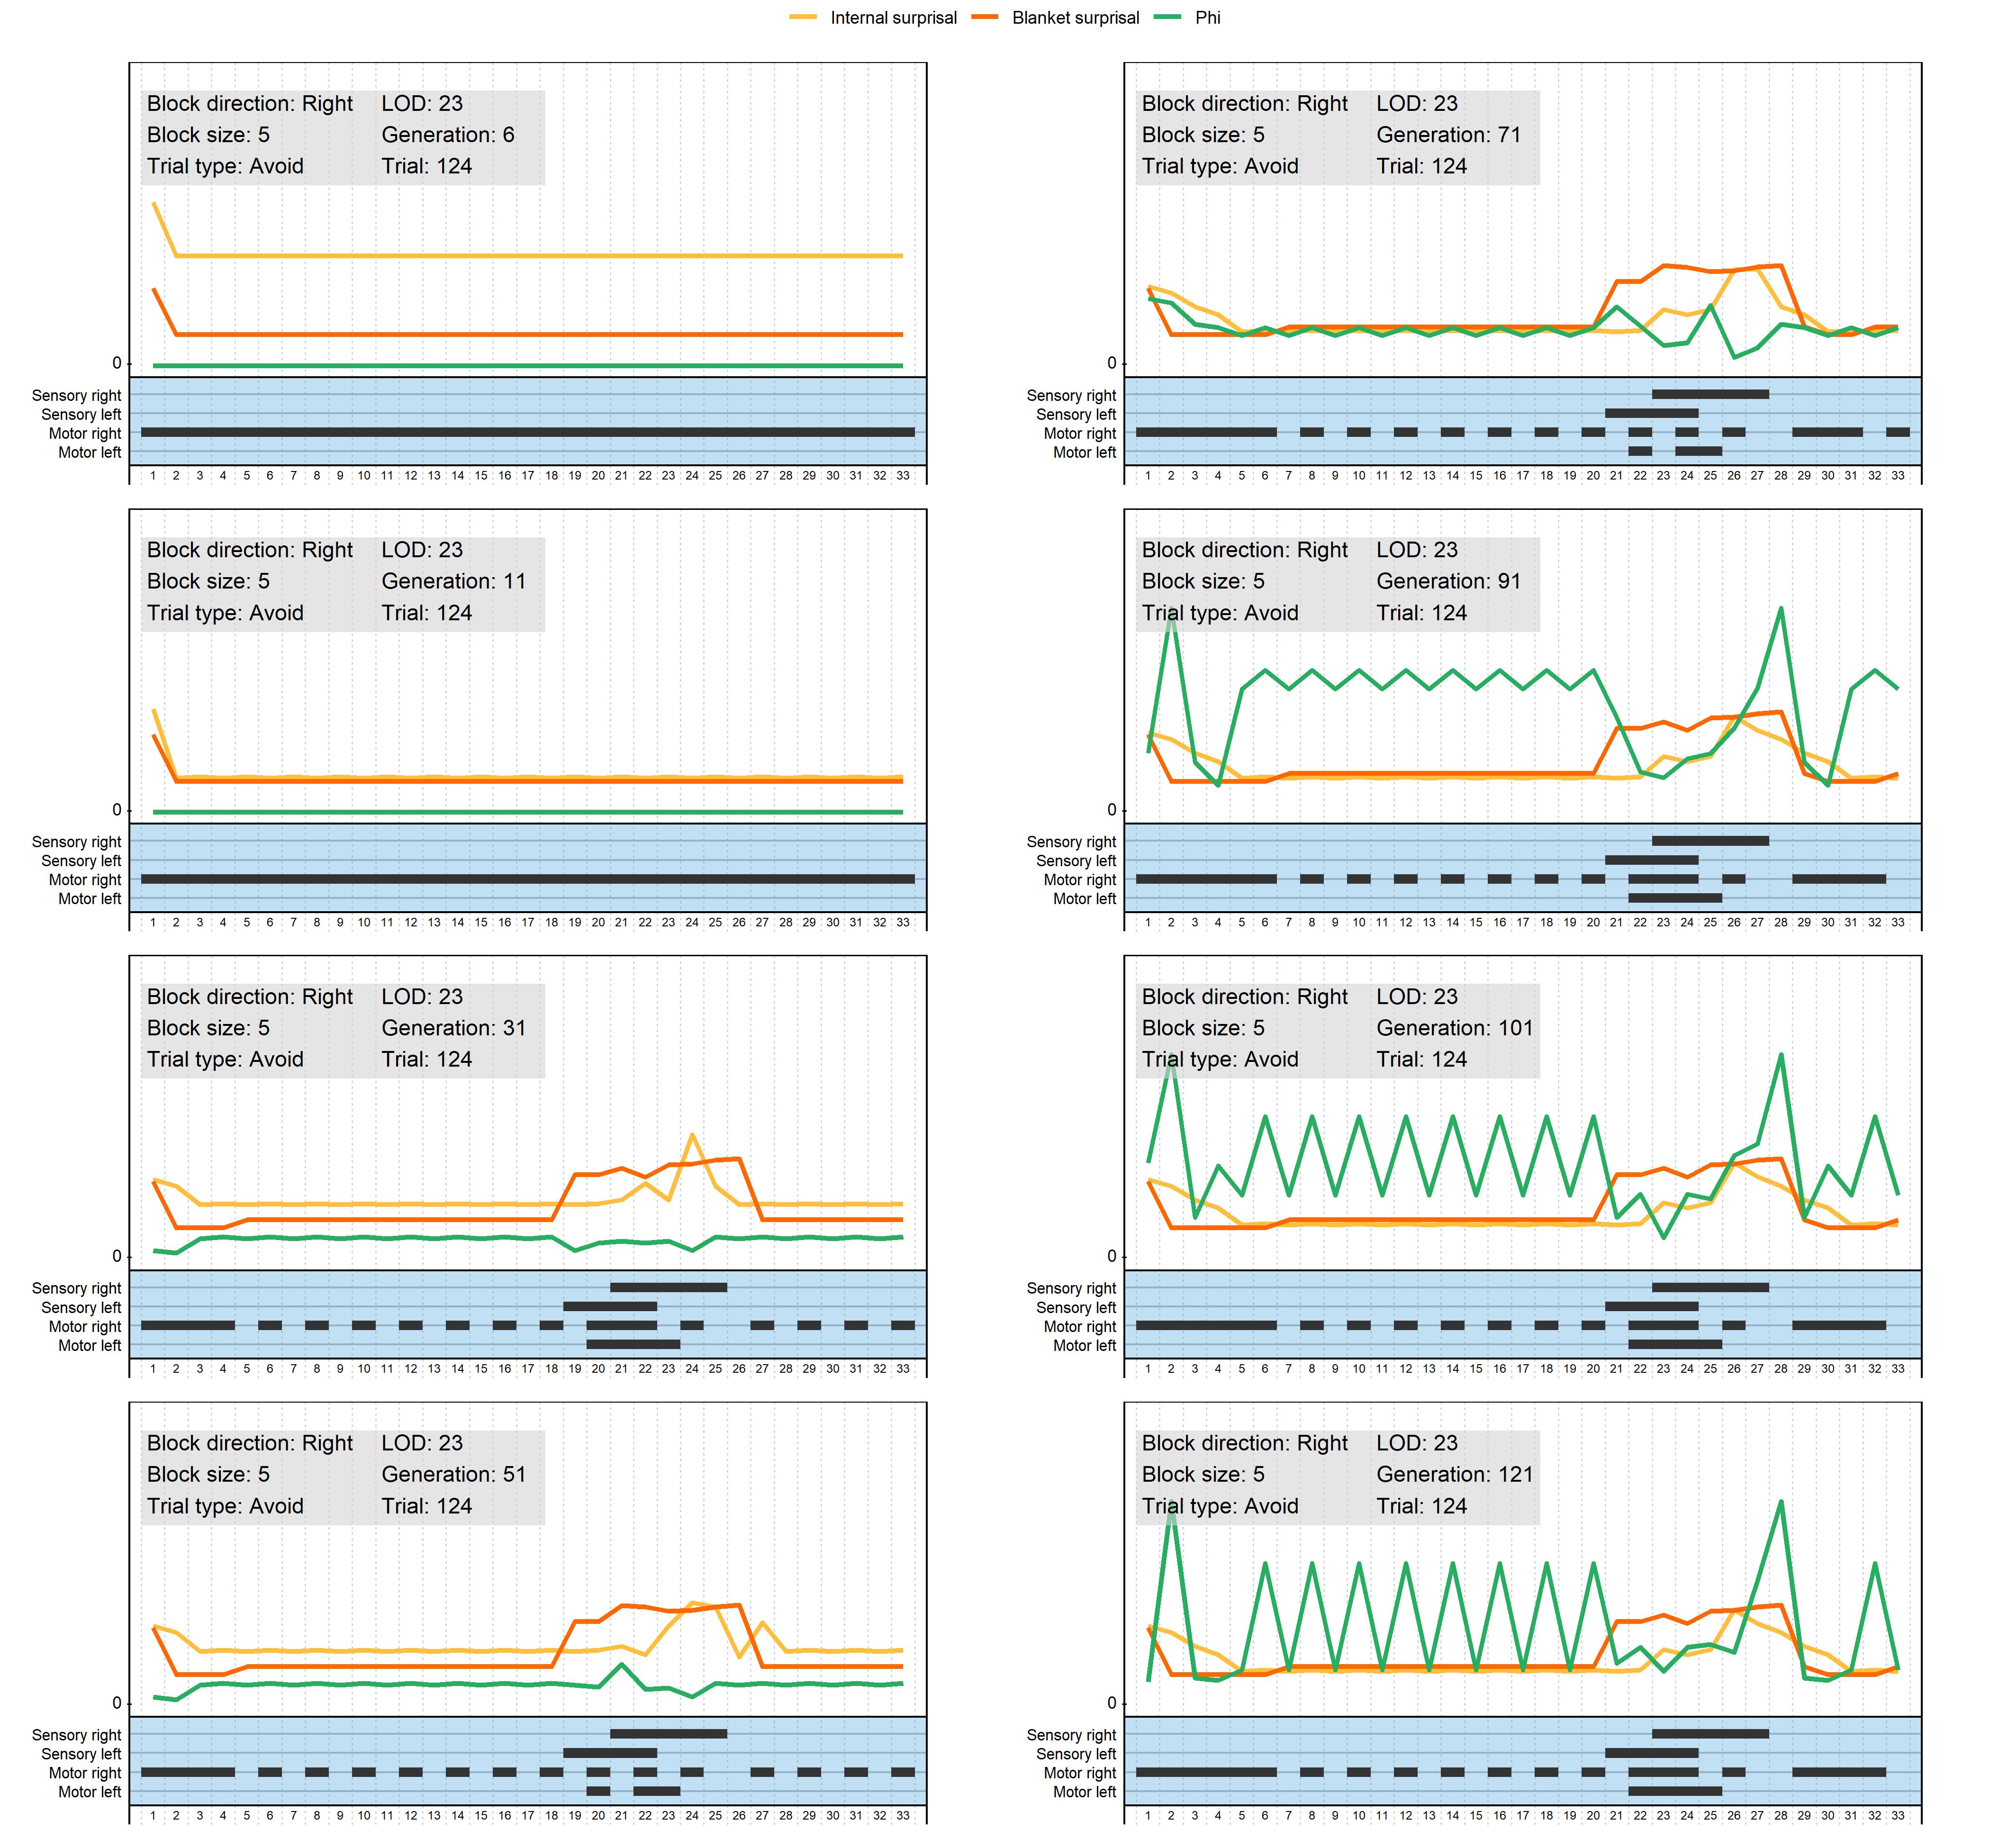 Internal surprisal Blanket surprisal Phi
Block direction: Right LOD: 23
Block size: 5 Generation: 6
Trial type: Avoid Trial: 124
0
Sensory right
Sensory left
Motor right
Motor left
1 2 3 4 5 6 7 8 9 10 11 12 13 14 15 16 17 18 19 20 21 22 23 24 25 26 27 28 29 30 31 32 33
Block direction: Right LOD: 23
Block size: 5 Generation: 71
Trial type: Avoid Trial: 124
0
Sensory right
Sensory left
Motor right
Motor left
1 2 3 4 5 6 7 8 9 10 11 12 13 14 15 16 17 18 19 20 21 22 23 24 25 26 27 28 29 30 31 32 33
Block direction: Right LOD: 23
Block size: 5 Generation: 11
Trial type: Avoid Trial: 124
0
Sensory right
Sensory left
Motor right
Motor left
1 2 3 4 5 6 7 8 9 10 11 12 13 14 15 16 17 18 19 20 21 22 23 24 25 26 27 28 29 30 31 32 33
Block direction: Right LOD: 23
Block size: 5 Generation: 91
Trial type: Avoid Trial: 124
0
Sensory right
Sensory left
Motor right
Motor left
1 2 3 4 5 6 7 8 9 10 11 12 13 14 15 16 17 18 19 20 21 22 23 24 25 26 27 28 29 30 31 32 33
Block direction: Right LOD: 23
Block size: 5 Generation: 31
Trial type: Avoid Trial: 124
0
Sensory right
Sensory left
Motor right
Motor left
1 2 3 4 5 6 7 8 9 10 11 12 13 14 15 16 17 18 19 20 21 22 23 24 25 26 27 28 29 30 31 32 33
Block direction: Right LOD: 23
Block size: 5 Generation: 101
Trial type: Avoid Trial: 124
0
Sensory right
Sensory left
Motor right
Motor left
1 2 3 4 5 6 7 8 9 10 11 12 13 14 15 16 17 18 19 20 21 22 23 24 25 26 27 28 29 30 31 32 33
Block direction: Right LOD: 23
Block size: 5 Generation: 51
Trial type: Avoid Trial: 124
0
Sensory right
Sensory left
Motor right
Motor left
1 2 3 4 5 6 7 8 9 10 11 12 13 14 15 16 17 18 19 20 21 22 23 24 25 26 27 28 29 30 31 32 33
Block direction: Right LOD: 23
Block size: 5 Generation: 121
Trial type: Avoid Trial: 124
0
Sensory right
Sensory left
Motor right
Motor left
1 2 3 4 5 6 7 8 9 10 11 12 13 14 15 16 17 18 19 20 21 22 23 24 25 26 27 28 29 30 31 32 33